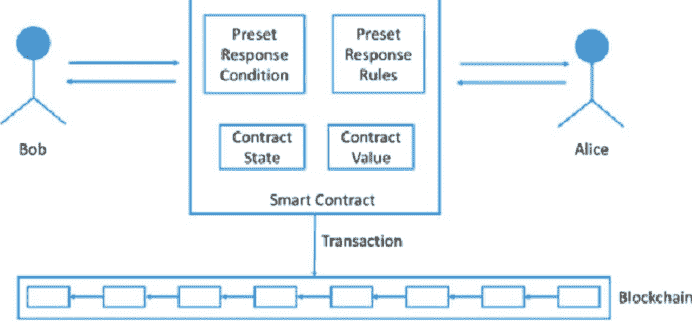 Preset
Response
Condition
Preset
Response
Rules
Bob
Alice
Contract
State
Contract
Value
Smart Contract
Transaction
Blockchain